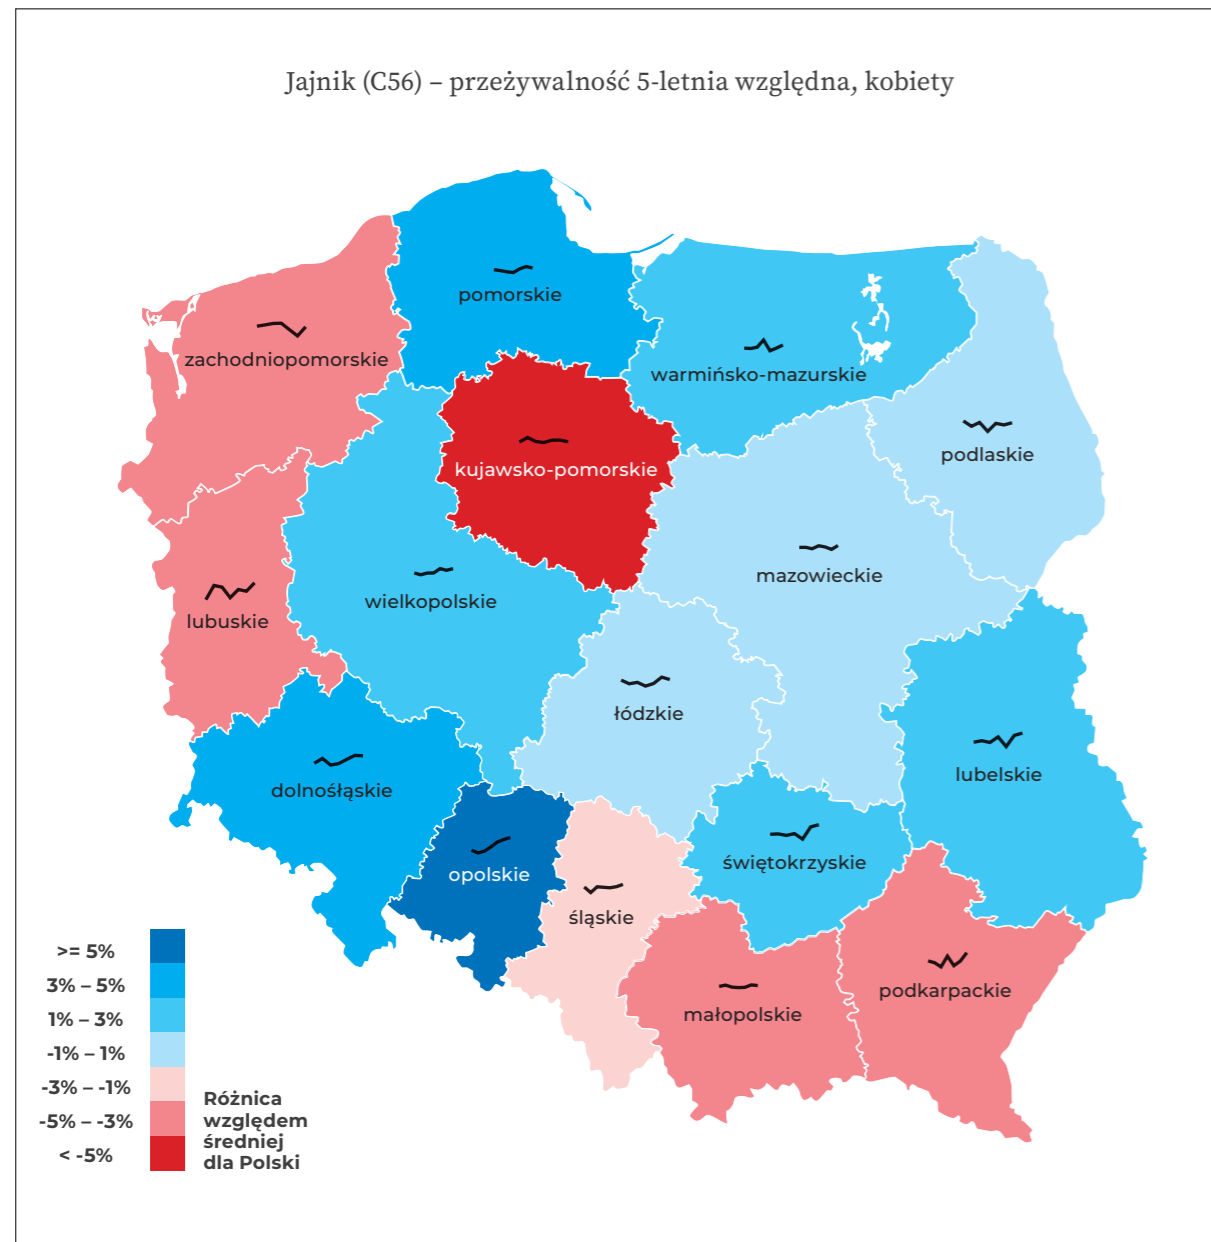 Jajnik (C56) – przeżywalność 5-letnia względna, kobiety
pomorskie
zachodniopomorskie
warmińsko-mazurskie
podlaskie
kujawsko-pomorskie
mazowieckie
wielkopolskie
lubuskie
łódzkie
lubelskie
dolnośląskie
świętokrzyskie
opolskie
śląskie
podkarpackie
małopolskie
>= 5%
3% – 5%
1% – 3%
-1% – 1%
-3% – -1%
-5% – -3%
< -5%
Różnica
względem
średniej
dla Polski